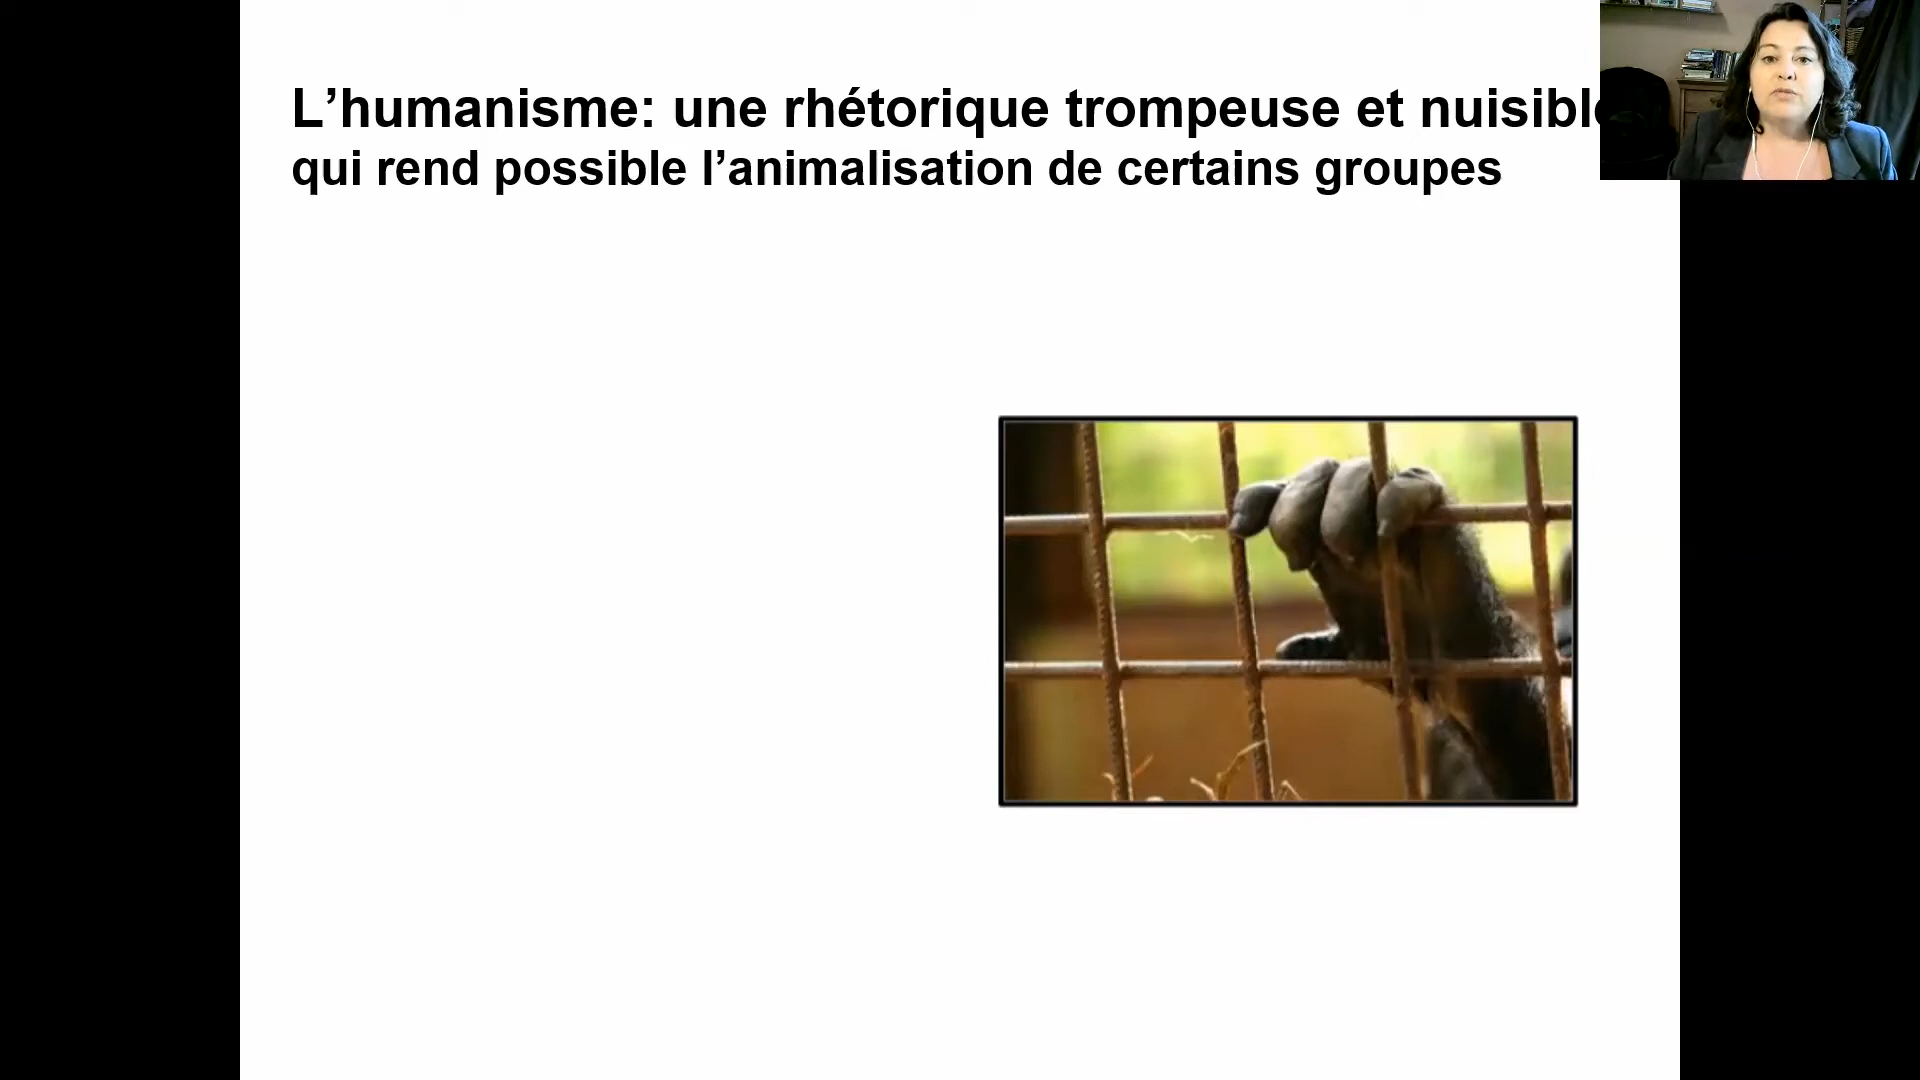 L’humanisme: une rhétorique trompeuse et nuisible
qui rend possible l’animalisation de certains groupes